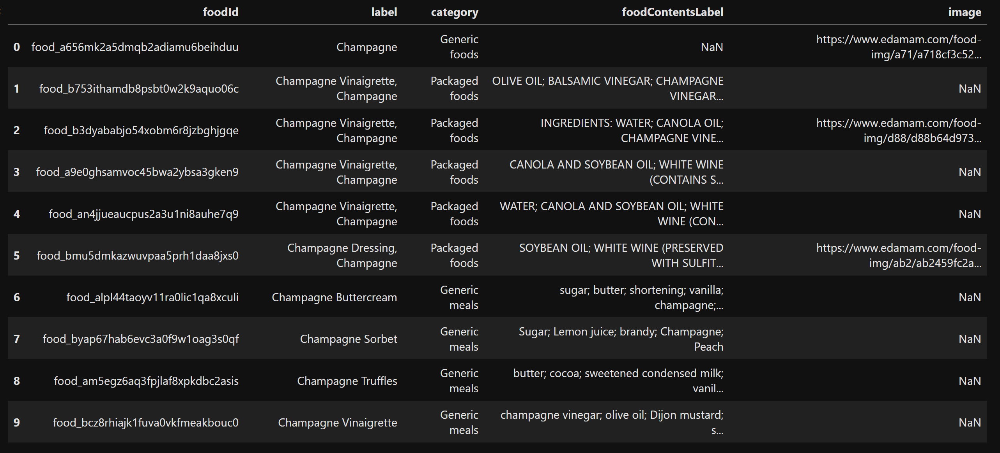 foodId label category foodContentsLabel image
0 food_a656mk2a5dmqb2adiamu6beihduu Champagne Generic foods NaN https://www.edamam.com/food-img/a71/a718cf3c52...
1 food_b753ithamdb8psbt0w2k9aquo06c Champagne Vinaigrette, Champagne Packaged foods OLIVE OIL; BALSAMIC VINEGAR; CHAMPAGNE VINEGAR... NaN
2 food_b3dyababjo54xobm6r8jzbghjgqe Champagne Vinaigrette, Champagne Packaged foods INGREDIENTS: WATER; CANOLA OIL; CHAMPAGNE VINE... https://www.edamam.com/food-img/d88/d88b64d973...
3 food_a9e0ghsamvoc45bwa2ybsa3gken9 Champagne Vinaigrette, Champagne Packaged foods CANOLA AND SOYBEAN OIL; WHITE WINE (CONTAINS S... NaN
4 food_an4jjueaucpus2a3u1ni8auhe7q9 Champagne Vinaigrette, Champagne Packaged foods WATER; CANOLA AND SOYBEAN OIL; WHITE WINE (CON... NaN
5 food_bmu5dmkazwuvpaa5prh1daa8jxs0 Champagne Dressing, Champagne Packaged foods SOYBEAN OIL; WHITE WINE (PRESERVED WITH SULFIT... https://www.edamam.com/food-img/ab2/ab2459fc2a...
6 food_alpl44taoyv11ra0lic1qa8xculi Champagne Buttercream Generic meals sugar; butter; shortening; vanilla; champagne;... NaN
7 food_byap67hab6evc3a0f9w1oag3s0qf Champagne Sorbet Generic meals Sugar; Lemon juice; brandy; Champagne; Peach NaN
8 food_am5egz6aq3fpjlaf8xpkdbc2asis Champagne Truffles Generic meals butter; cocoa; sweetened condensed milk; vanil... NaN
9 food_bcz8rhiajk1fuva0vkfmeakbouc0 Champagne Vinaigrette Generic meals champagne vinegar; olive oil; Dijon mustard; s... NaN